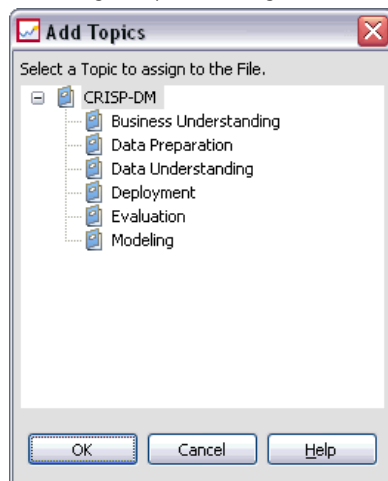 Add Topics
Select a Topic to assign to the File.
CRISP-DM
Business Understanding
Data Preparation
Data Understanding
Deployment
Evaluation
Modeling
OK Cancel Help